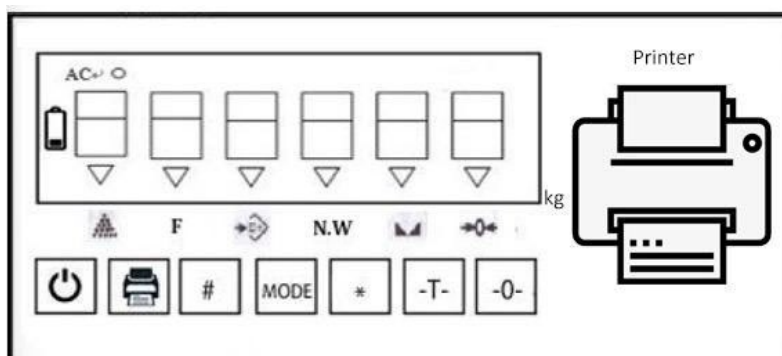 Printer
AC
kg
F N.W
# MODE * -T- -0-